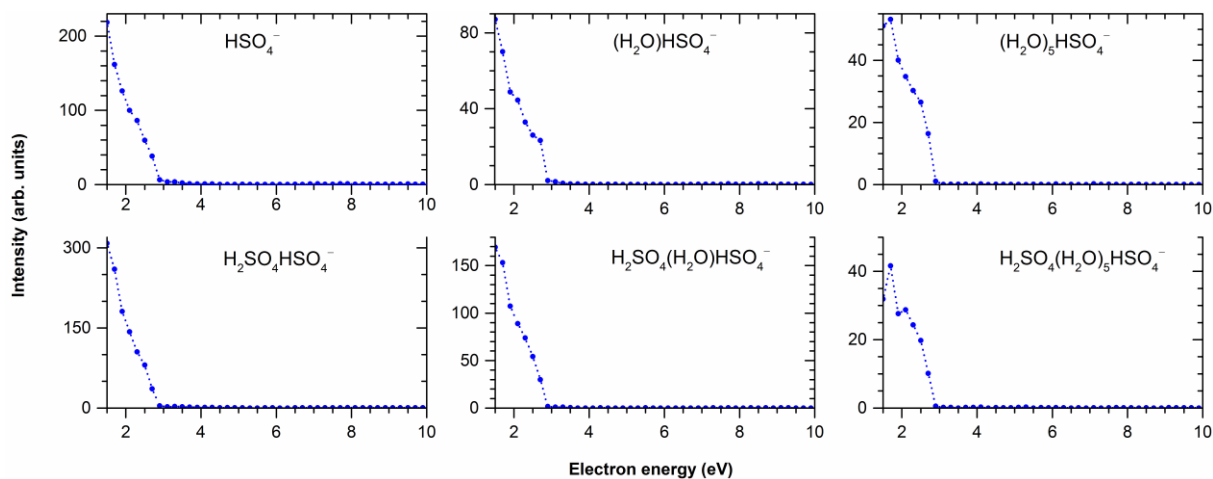 HSO₄⁻ (H₂O)HSO₄⁻ (H₂O)₅HSO₄⁻
200 80 40
100 40 20
0 0 0
2 4 6 8 10 2 4 6 8 10 2 4 6 8 10
Intensity (arb. units)
H₂SO₄HSO₄⁻ H₂SO₄(H₂O)HSO₄⁻ H₂SO₄(H₂O)₅HSO₄⁻
300 150 40
150 100 20
0 50 0
0
2 4 6 8 10 2 4 6 8 10 2 4 6 8 10
Electron energy (eV)